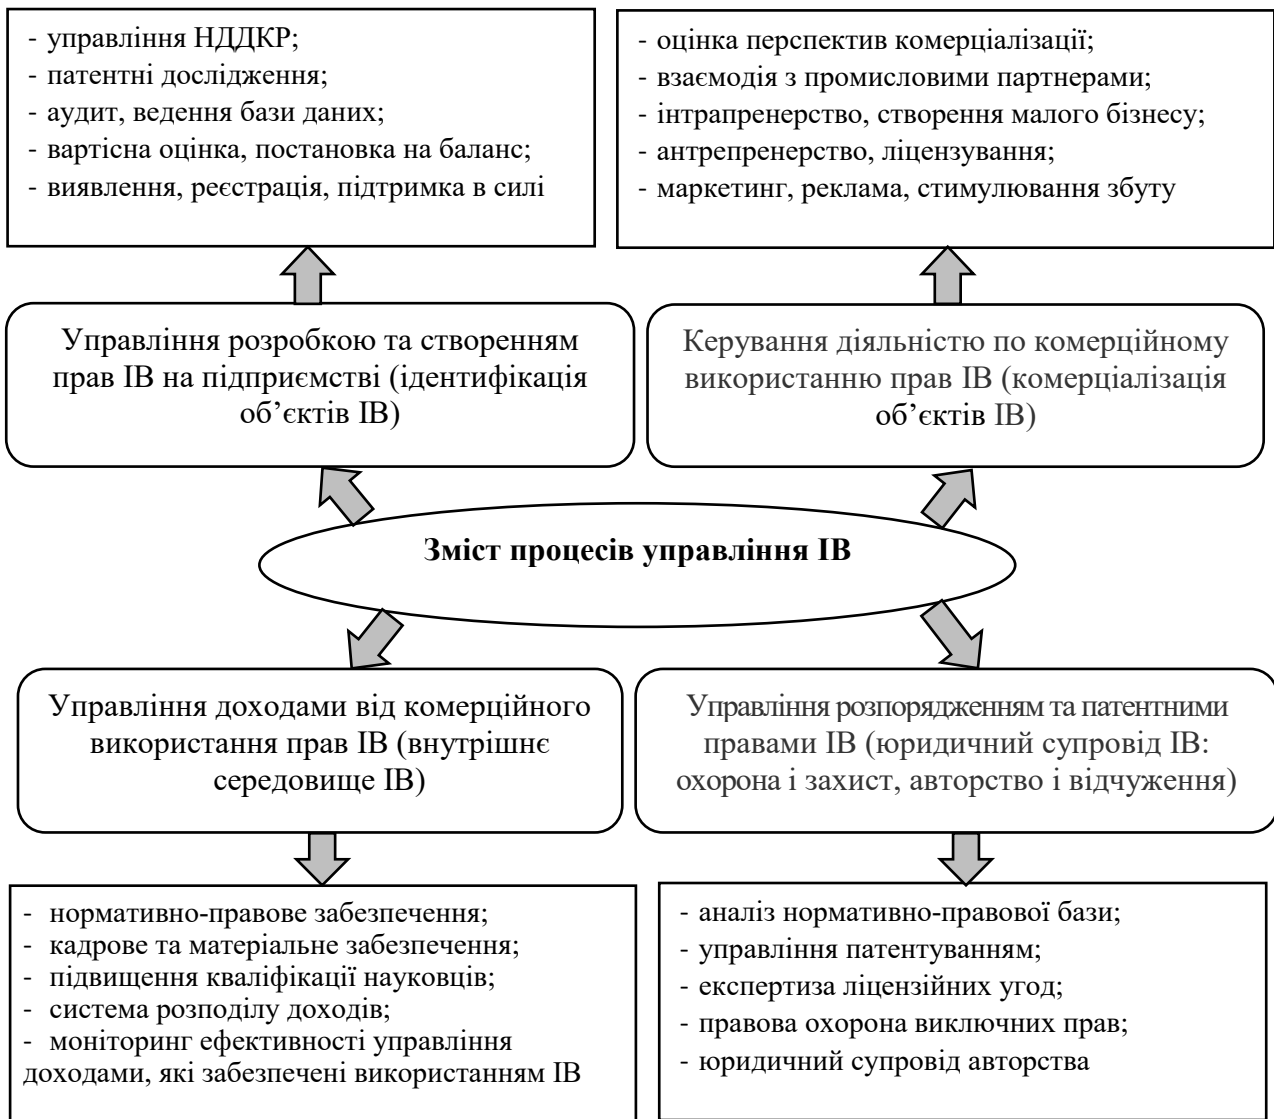 - управління НДДКР;
- патентні дослідження;
- аудит, ведення бази даних;
- вартісна оцінка, постановка на баланс;
- виявлення, реєстрація, підтримка в силі
- оцінка перспектив комерціалізації;
- взаємодія з промисловими партнерами;
- інтрапренерство, створення малого бізнесу;
- антрепренерство, ліцензування;
- маркетинг, реклама, стимулювання збуту
Управління розробкою та створенням
прав ІВ на підприємстві (ідентифікація
об’єктів ІВ)
Керування діяльністю по комерційному
використанню прав ІВ (комерціалізація
об’єктів ІВ)
Зміст процесів управління ІВ
Управління доходами від комерційного
використання прав ІВ (внутрішнє
середовище ІВ)
Управління розпорядженням та патентними
правами ІВ (юридичний супровід ІВ:
охорона і захист, авторство і відчуження)
- нормативно-правове забезпечення;
- кадрове та матеріальне забезпечення;
- підвищення кваліфікації науковців;
- система розподілу доходів;
- моніторинг ефективності управління
доходами, які забезпечені використанням ІВ
- аналіз нормативно-правової бази;
- управління патентуванням;
- експертиза ліцензійних угод;
- правова охорона виключних прав;
- юридичний супровід авторства